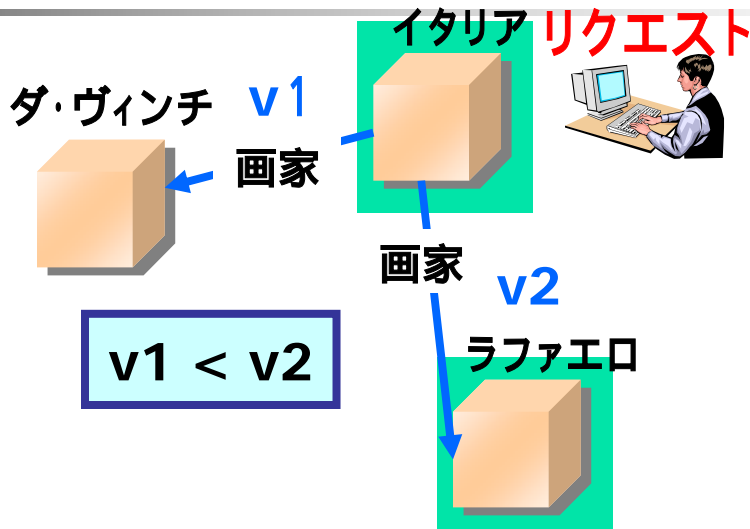 イタリア
リクエスト
ダ・ヴィンチ
v1
画家
画家
v2
ラファエロ
v1 < v2